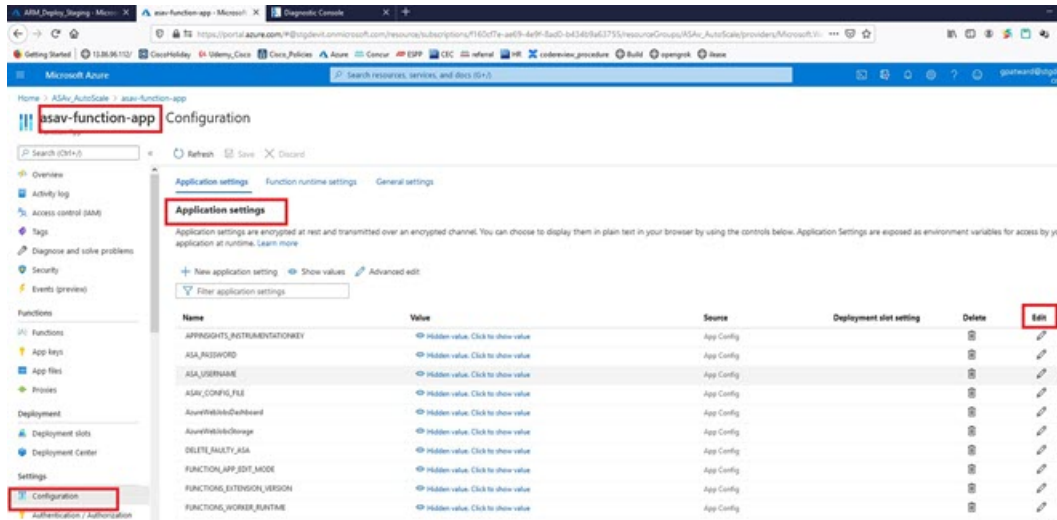 ARM_Deploy_Staging - Micros
asav-function-app - Microsoft
Diagnostic Console
Getting Started
CiscoHoliday
Udemy_Cisco
Cisco_Policies
Azure
Concur
ESPP
CEC
referral
HR
codereview_procedure
Build
opengrok
ilease
Microsoft Azure
Search resources, services, and docs (G+/)
Home > ASAv_AutoScale > asav-function-app
asav-function-app | Configuration
Function App
Search (Ctrl+/)
Refresh
Save
Discard
Overview
Activity log
Access control (IAM)
Tags
Diagnose and solve problems
Security
Events (preview)
Functions
Functions
App keys
App files
Proxies
Deployment
Deployment slots
Deployment Center
Settings
Configuration
Authentication / Authorization
Application settings Function runtime settings General settings
Application settings
Application settings are encrypted at rest and transmitted over an encrypted channel. You can choose to display them in plain text in your browser by using the controls below. Application Settings are exposed as environment variables for access by
application at runtime. Learn more
New application setting Show values Advanced edit
Filter application settings
Name Value Source Deployment slot setting Delete Edit
APPINSIGHTS_INSTRUMENTATIONKEY Hidden value. Click to show value App Config
ASA_PASSWORD Hidden value. Click to show value App Config
ASA_USERNAME Hidden value. Click to show value App Config
ASAV_CONFIG_FILE Hidden value. Click to show value App Config
AzureWebJobsDashboard Hidden value. Click to show value App Config
AzureWebJobsStorage Hidden value. Click to show value App Config
DELETE_FAULTY_ASA Hidden value. Click to show value App Config
FUNCTION_APP_EDIT_MODE Hidden value. Click to show value App Config
FUNCTIONS_EXTENSION_VERSION Hidden value. Click to show value App Config
FUNCTIONS_WORKER_RUNTIME Hidden value. Click to show value App Config